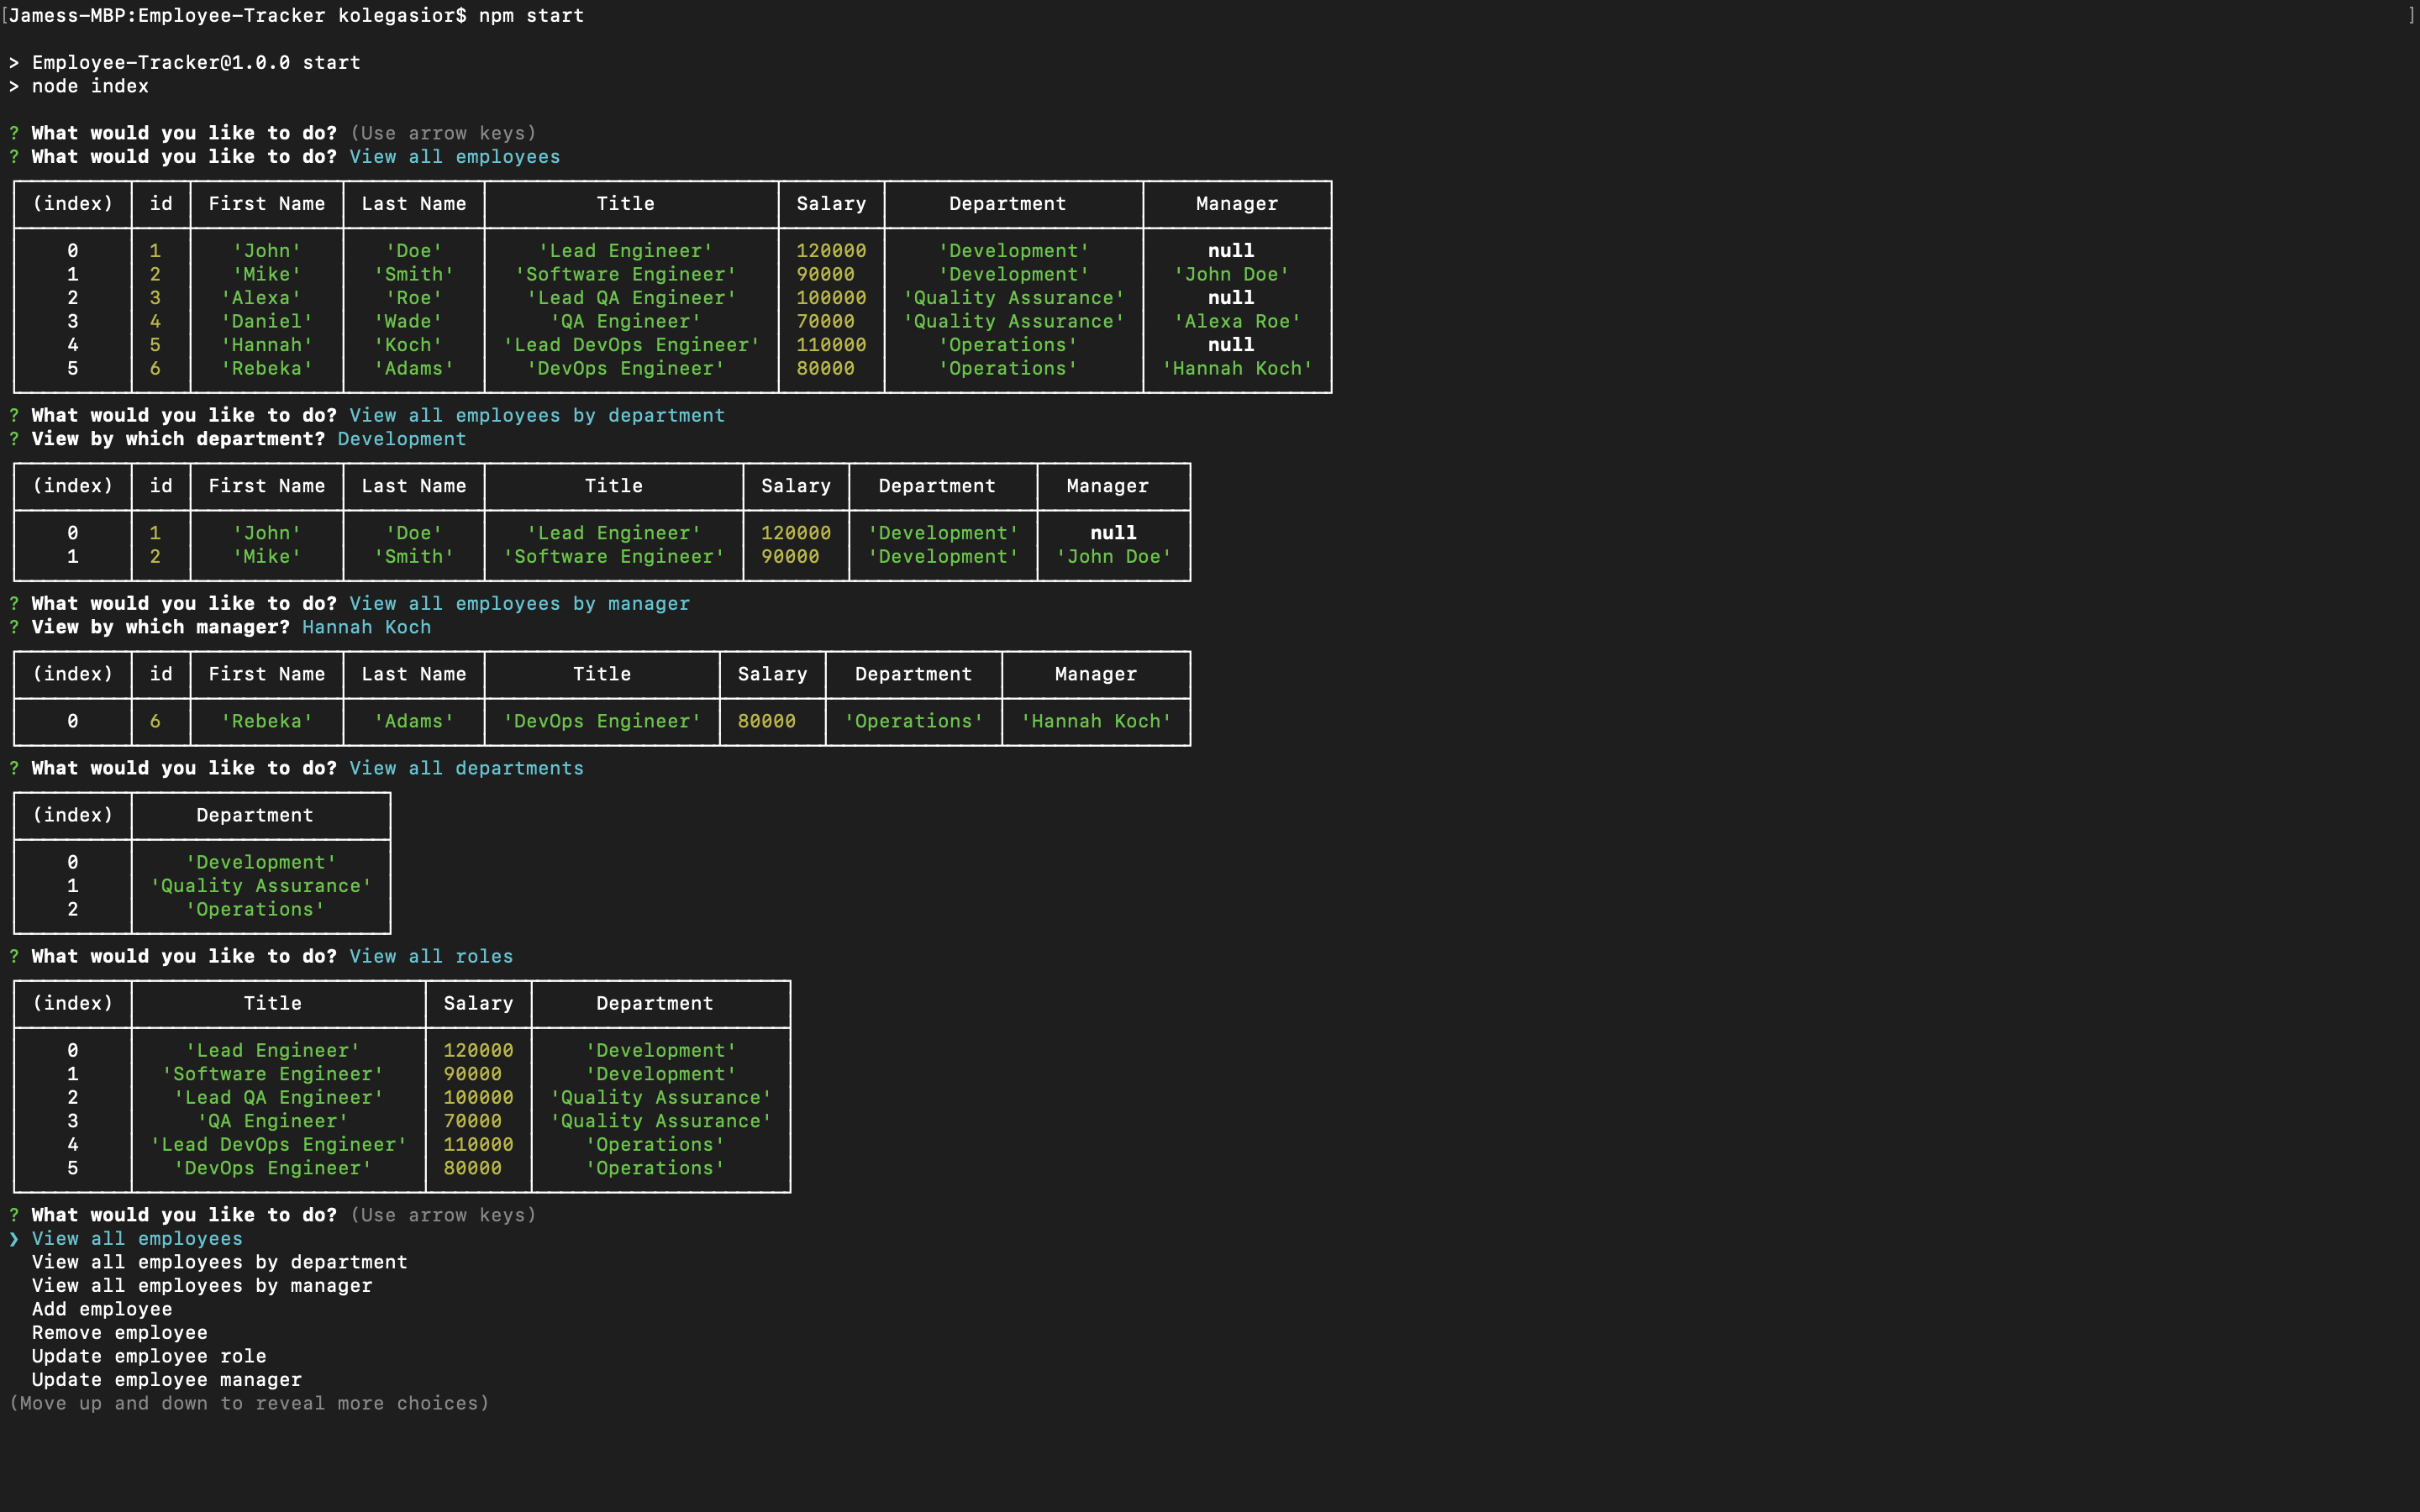 [Jamess-MBP:Employee-Tracker kolegasior$ npm start ]
> Employee-Tracker@1.0.0 start
> node index
? What would you like to do? (Use arrow keys)
? What would you like to do? View all employees
(index) id First Name Last Name Title Salary Department Manager
0 1 'John' 'Doe' 'Lead Engineer' 120000 'Development' null
1 2 'Mike' 'Smith' 'Software Engineer' 90000 'Development' 'John Doe'
2 3 'Alexa' 'Roe' 'Lead QA Engineer' 100000 'Quality Assurance' null
3 4 'Daniel' 'Wade' 'QA Engineer' 70000 'Quality Assurance' 'Alexa Roe'
4 5 'Hannah' 'Koch' 'Lead DevOps Engineer' 110000 'Operations' null
5 6 'Rebeka' 'Adams' 'DevOps Engineer' 80000 'Operations' 'Hannah Koch'
? What would you like to do? View all employees by department
? View by which department? Development
(index) id First Name Last Name Title Salary Department Manager
0 1 'John' 'Doe' 'Lead Engineer' 120000 'Development' null
1 2 'Mike' 'Smith' 'Software Engineer' 90000 'Development' 'John Doe'
? What would you like to do? View all employees by manager
? View by which manager? Hannah Koch
(index) id First Name Last Name Title Salary Department Manager
0 6 'Rebeka' 'Adams' 'DevOps Engineer' 80000 'Operations' 'Hannah Koch'
? What would you like to do? View all departments
(index) Department
0 'Development'
1 'Quality Assurance'
2 'Operations'
? What would you like to do? View all roles
(index) Title Salary Department
0 'Lead Engineer' 120000 'Development'
1 'Software Engineer' 90000 'Development'
2 'Lead QA Engineer' 100000 'Quality Assurance'
3 'QA Engineer' 70000 'Quality Assurance'
4 'Lead DevOps Engineer' 110000 'Operations'
5 'DevOps Engineer' 80000 'Operations'
? What would you like to do? (Use arrow keys)
❯ View all employees
View all employees by department
View all employees by manager
Add employee
Remove employee
Update employee role
Update employee manager
(Move up and down to reveal more choices)